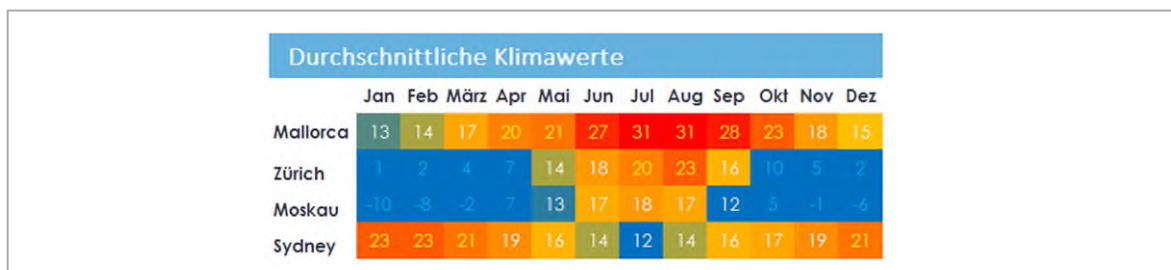 Durchschnittliche Klimawerte
Jan Feb März Apr Mai Jun Jul Aug Sep Okt Nov Dez
Mallorca 13 14 17 20 21 27 31 31 28 23 18 15
Zürich 1 2 4 7 14 18 20 23 16 10 5 2
Moskau -10 -8 -2 7 13 17 18 17 12 5 -1 -6
Sydney 23 23 21 19 16 14 12 14 16 17 19 21